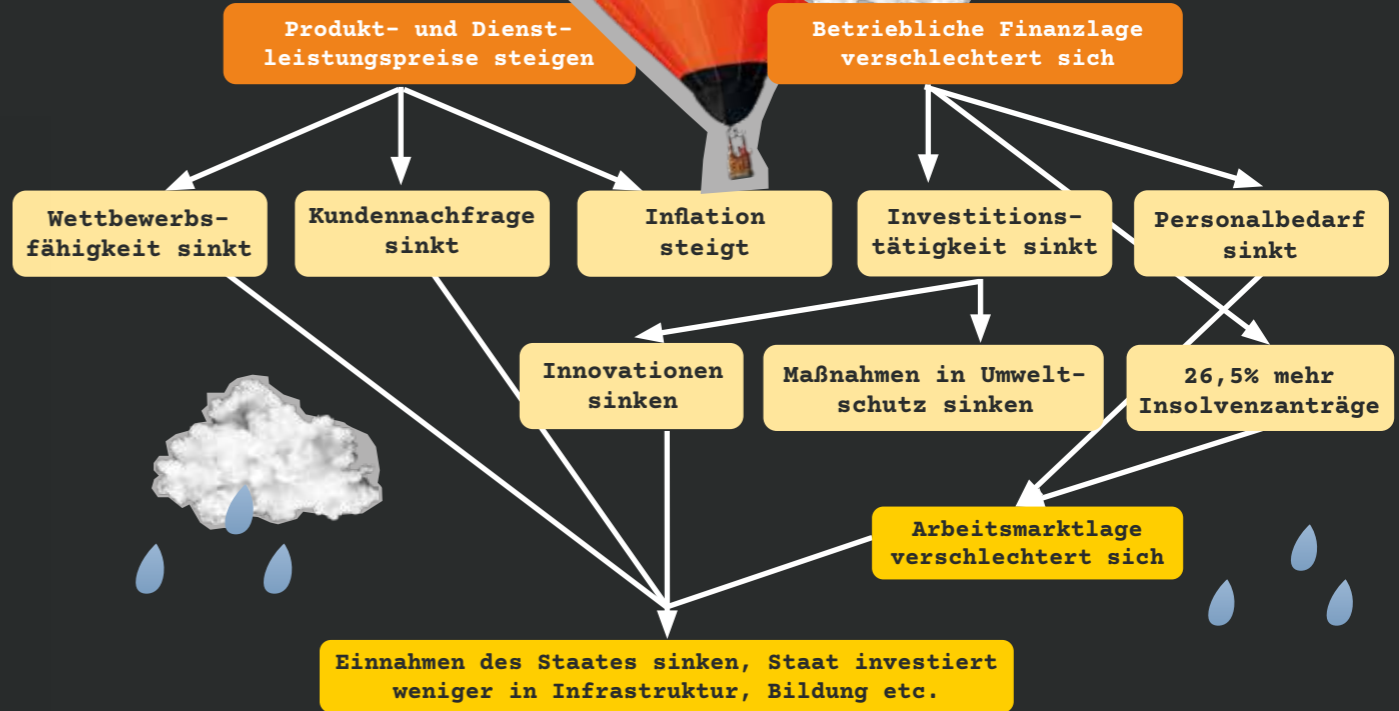 Produkt- und Dienst-
leistungspreise steigen
Betriebliche Finanzlage
verschlechtert sich
Wettbewerbs-
fähigkeit sinkt
Kundennachfrage
sinkt
Inflation
steigt
Investitions-
tätigkeit sinkt
Personalbedarf
sinkt
Innovationen
sinken
Maßnahmen in Umwelt-
schutz sinken
26,5% mehr
Insolvenzanträge
Arbeitsmarktlage
verschlechtert sich
Einnahmen des Staates sinken, Staat investiert
weniger in Infrastruktur, Bildung etc.